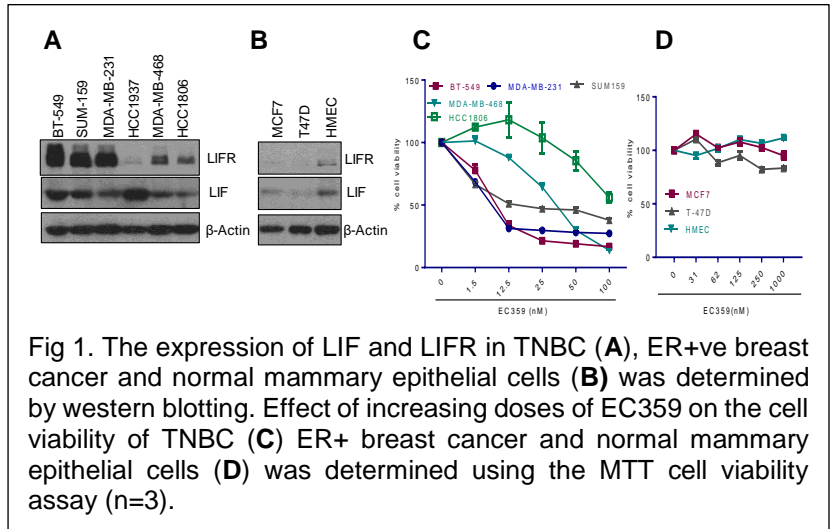 A
B
C
D
BT-549
SUM-159
MDA-MB-231
HCC1937
MDA-MB-468
HCC1806
LIFR
LIF
β-Actin
MCF7
T47D
HMEC
LIFR
LIF
β-Actin
150
100
50
0
% cell viability
BT-549 MDA-MB-231 SUM159
MDA-MB-468
HCC1806
0 1.5 12.5 25 50 100
EC359 (nM)
150
100
50
0
% cell viability
MCF7
T-47D
HMEC
0 31 62 125 250 1000
EC359(nM)
Fig 1. The expression of LIF and LIFR in TNBC (A), ER+ve breast
cancer and normal mammary epithelial cells (B) was determined
by western blotting. Effect of increasing doses of EC359 on the cell
viability of TNBC (C) ER+ breast cancer and normal mammary
epithelial cells (D) was determined using the MTT cell viability
assay (n=3).